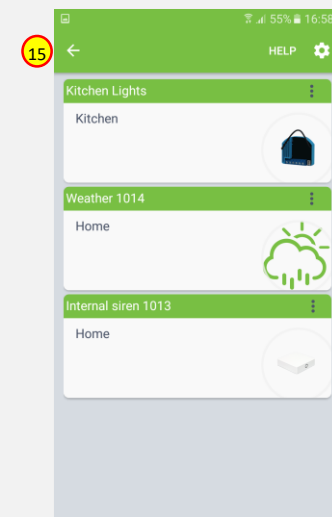 55% 16:58
15
HELP
Kitchen Lights
Kitchen
Weather 1014
Home
Internal siren 1013
Home